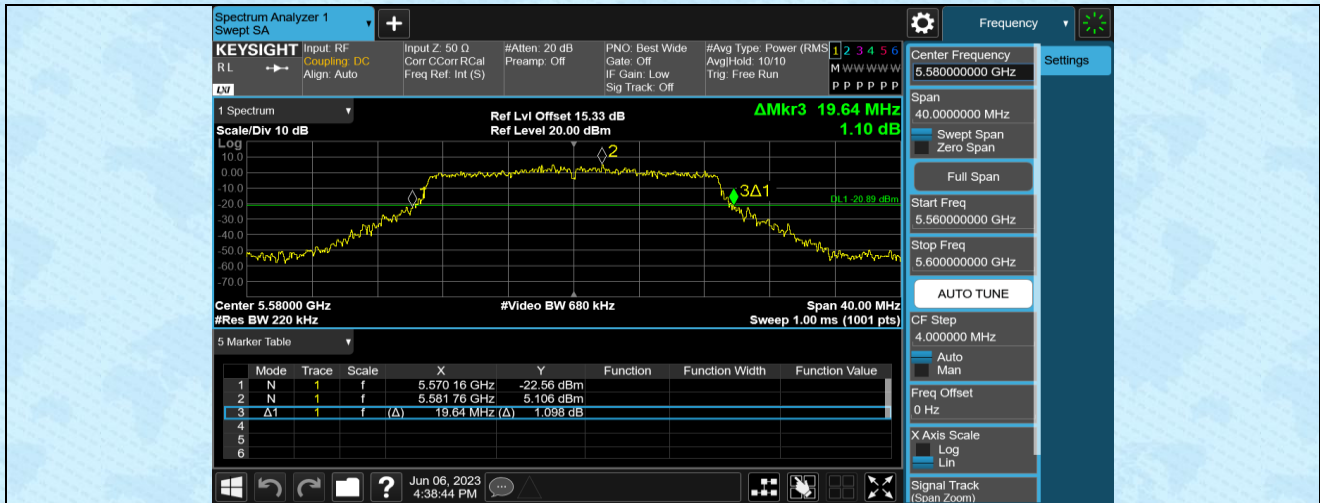 Spectrum Analyzer 1
Swept SA
+
Frequency
KEYSIGHT
RL
LXI
Input: RF
Coupling: DC
Align: Auto
Input Z: 50 Ω
Corr CCorr RCal
Freq Ref: Int (S)
#Atten: 20 dB
Preamp: Off
PNO: Best Wide
Gate: Off
IF Gain: Low
Sig Track: Off
#Avg Type: Power (RMS
Avg|Hold: 10/10
Trig: Free Run
1 2 3 4 5 6
M W W W W W
P P P P P P
1 Spectrum
Scale/Div 10 dB
Log
Ref Lvl Offset 15.33 dB
Ref Level 20.00 dBm
ΔMkr3 19.64 MHz
1.10 dB
10.0
0.00
-10.0
-20.0
-30.0
-40.0
-50.0
-60.0
-70.0
1
2
3Δ1
DL1 -20.89 dBm
Center 5.58000 GHz
#Video BW 680 kHz
Span 40.00 MHz
#Res BW 220 kHz
Sweep 1.00 ms (1001 pts)
5 Marker Table
Mode Trace Scale X Y Function Function Width Function Value
1 N 1 f 5.570 16 GHz -22.56 dBm
2 N 1 f 5.581 76 GHz 5.106 dBm
3 Δ1 1 f (Δ) 19.64 MHz (Δ) 1.098 dB
4
5
6
?
Jun 06, 2023
4:38:44 PM
Center Frequency
5.580000000 GHz
Span
40.0000000 MHz
Swept Span
Zero Span
Full Span
Start Freq
5.560000000 GHz
Stop Freq
5.600000000 GHz
AUTO TUNE
CF Step
4.000000 MHz
Auto
Man
Freq Offset
0 Hz
X Axis Scale
Log
Lin
Signal Track
(Span Zoom)
Settings